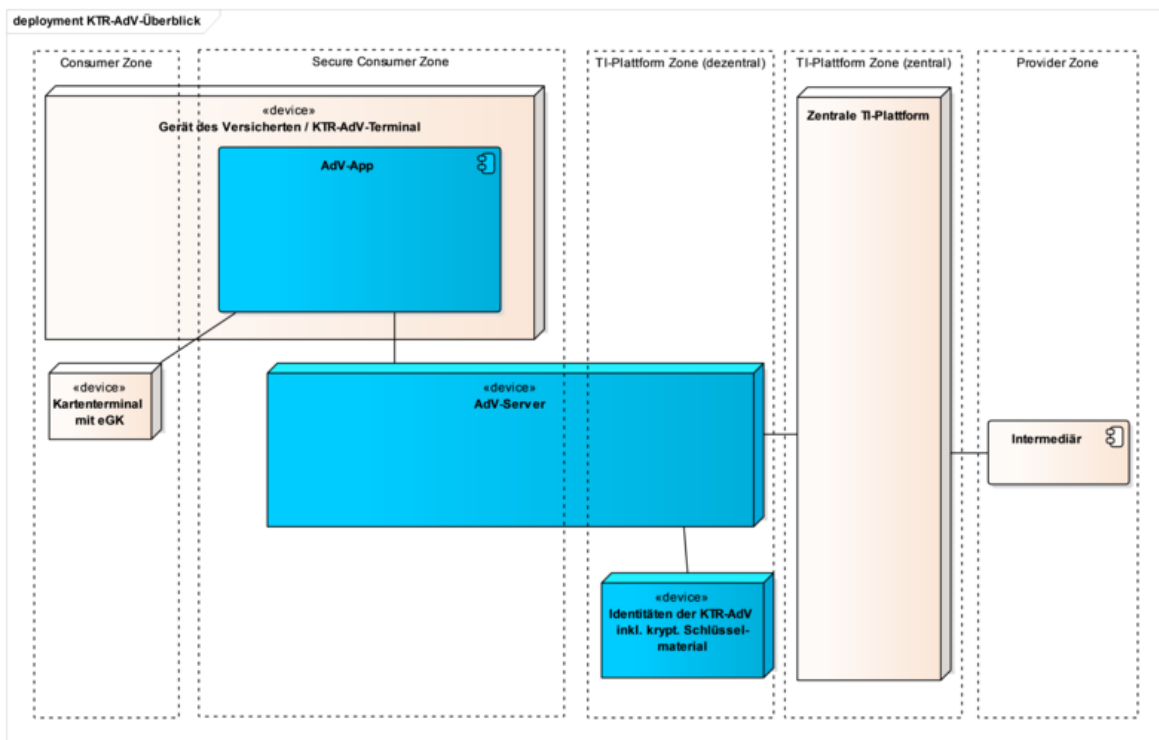 deployment KTR-AdV-Überblick
Consumer Zone
Secure Consumer Zone
TI-Plattform Zone (dezentral)
TI-Plattform Zone (zentral)
Provider Zone
«device»
Gerät des Versicherten / KTR-AdV-Terminal
AdV-App
Zentrale TI-Plattform
«device»
Kartenterminal
mit eGK
«device»
AdV-Server
Intermediär
«device»
Identitäten der KTR-AdV
inkl. krypt. Schlüssel-
material